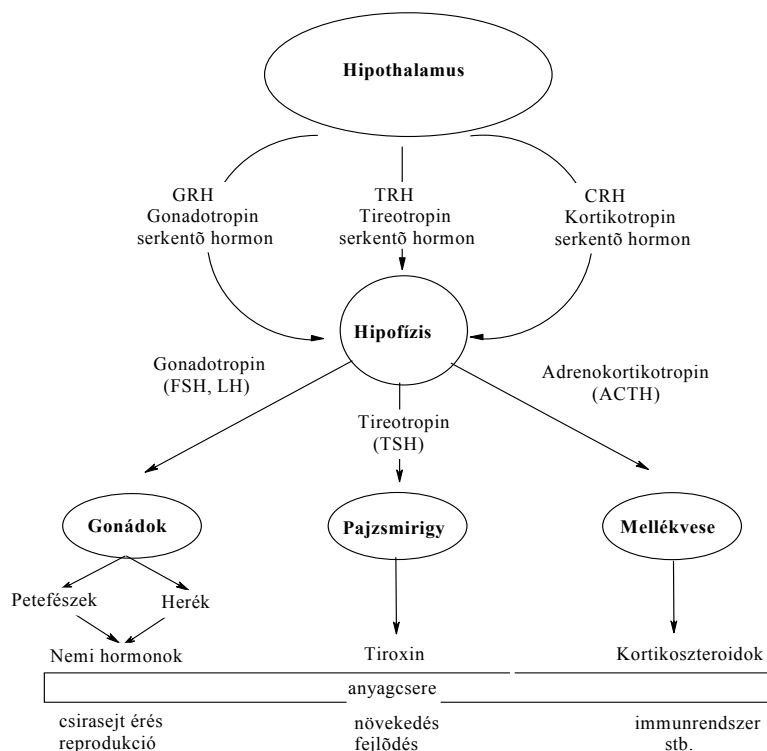 Hipothalamus
GRH
Gonadotropin
serkentõ hormon
TRH
Tireotropin
serkentõ hormon
CRH
Kortikotropin
serkentõ hormon
Hipofízis
Gonadotropin
(FSH, LH)
Tireotropin
(TSH)
Adrenokortikotropin
(ACTH)
Gonádok
Pajzsmirigy
Mellékvese
Petefészek
Herék
Nemi hormonok
Tiroxin
Kortikoszteroidok
anyagcsere
csirasejt érés
reprodukció
növekedés
fejlõdés
immunrendszer
stb.